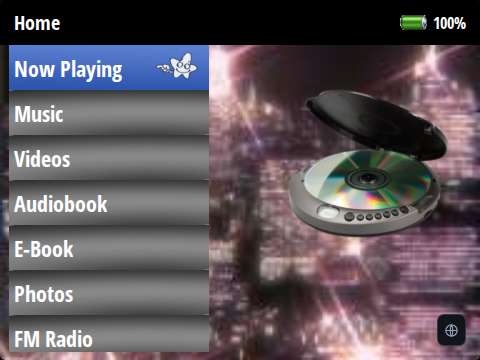 Home
100%
Now Playing
Music
Videos
Audiobook
E-Book
Photos
FM Radio